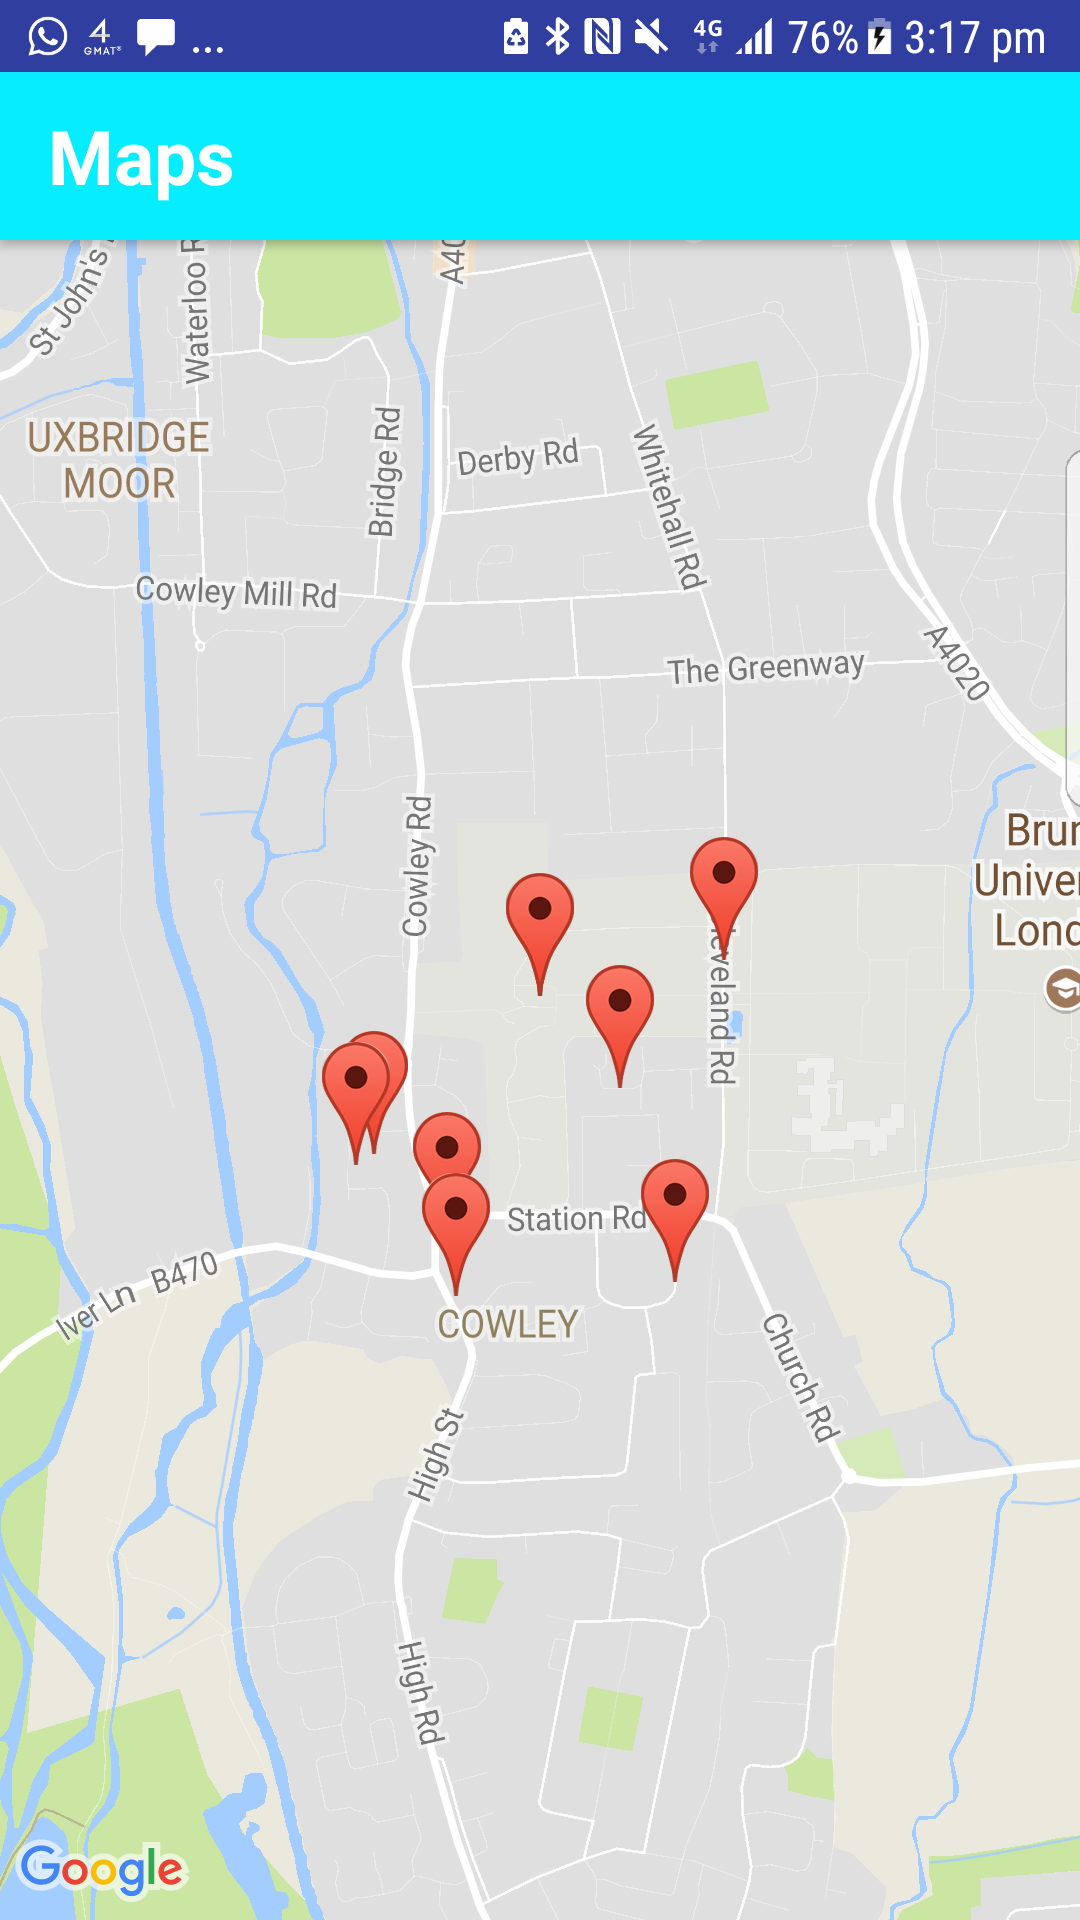 4
GMAT
...
4G
76%
3:17 pm
Maps
St John's
Waterloo R
A40
UXBRIDGE
MOOR
Bridge Rd
Derby Rd
Whitehall Rd
Cowley Mill Rd
The Greenway
A4020
Cowley Rd
Brun
Univer
Lond
leveland Rd
Station Rd
Iver Ln
B470
COWLEY
Church Rd
High St
High Rd
Google